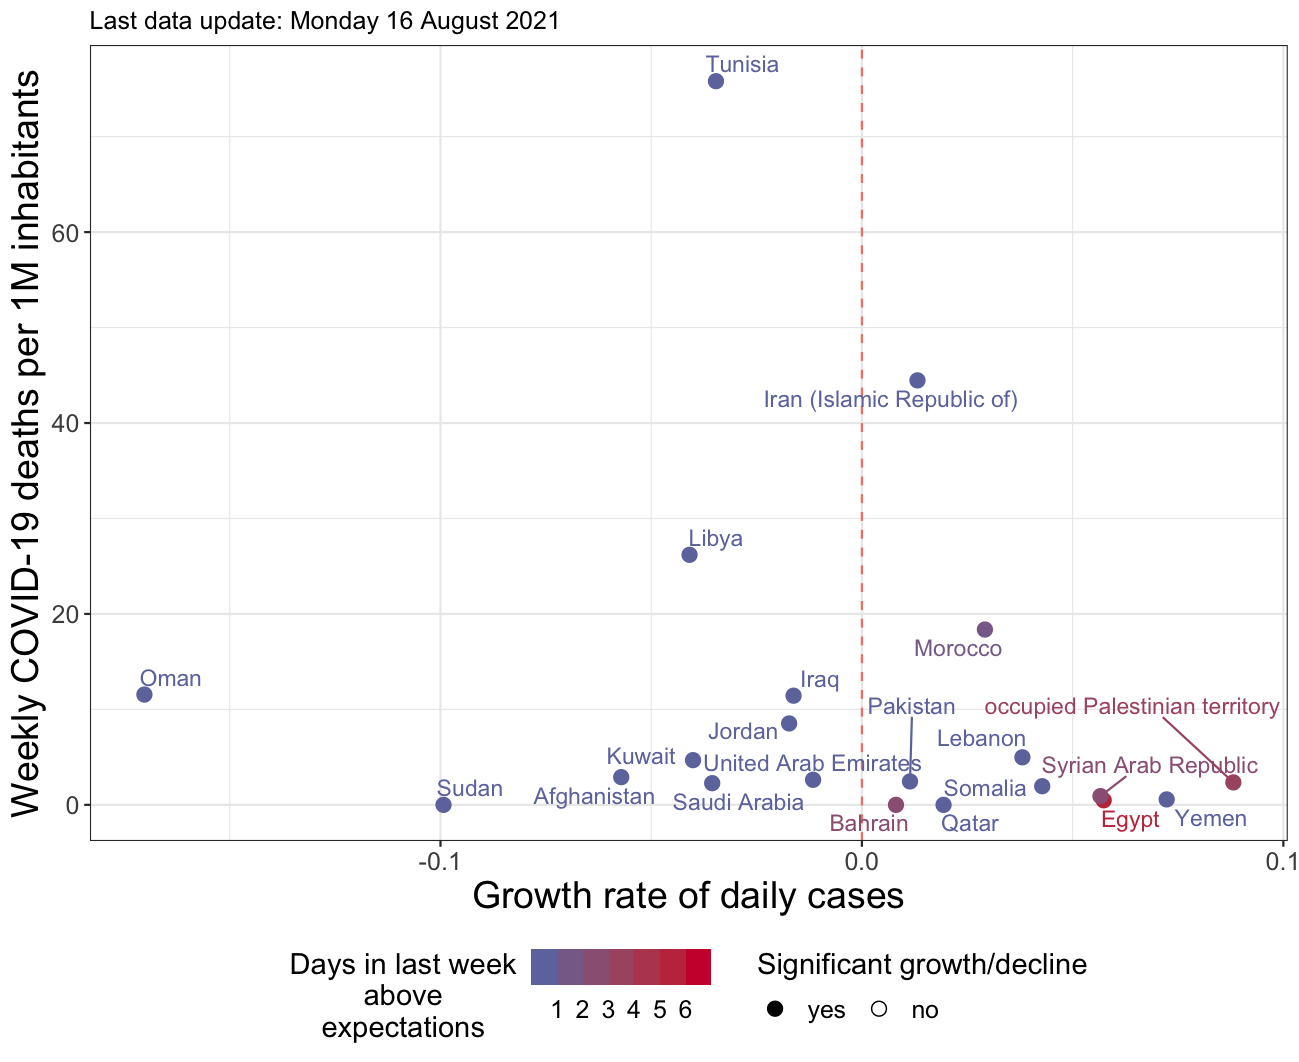 Last data update: Monday 16 August 2021
Weekly COVID-19 deaths per 1M inhabitants
60
40
20
0
Tunisia
Iran (Islamic Republic of)
Libya
Morocco
Oman
Iraq
Pakistan
occupied Palestinian territory
Jordan
Lebanon
Kuwait
United Arab Emirates
Syrian Arab Republic
Sudan
Afghanistan
Saudi Arabia
Somalia
Bahrain
Qatar
Egypt
Yemen
-0.1
0.0
0.1
Growth rate of daily cases
Days in last week
above
expectations
1 2 3 4 5 6
Significant growth/decline
yes no